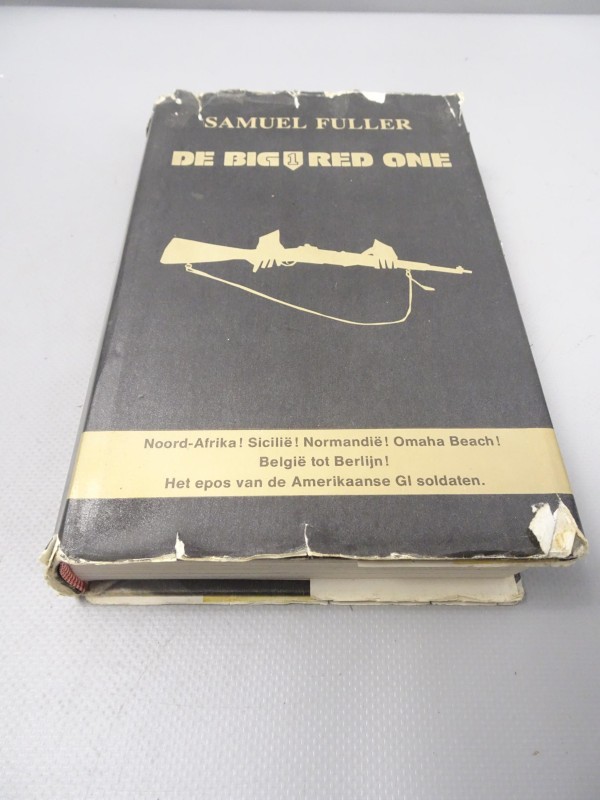 SAMUEL FULLER
DE BIG 1 RED ONE
Noord-Afrika! Sicilië! Normandië! Omaha Beach!
België tot Berlijn!
Het epos van de Amerikaanse GI soldaten.